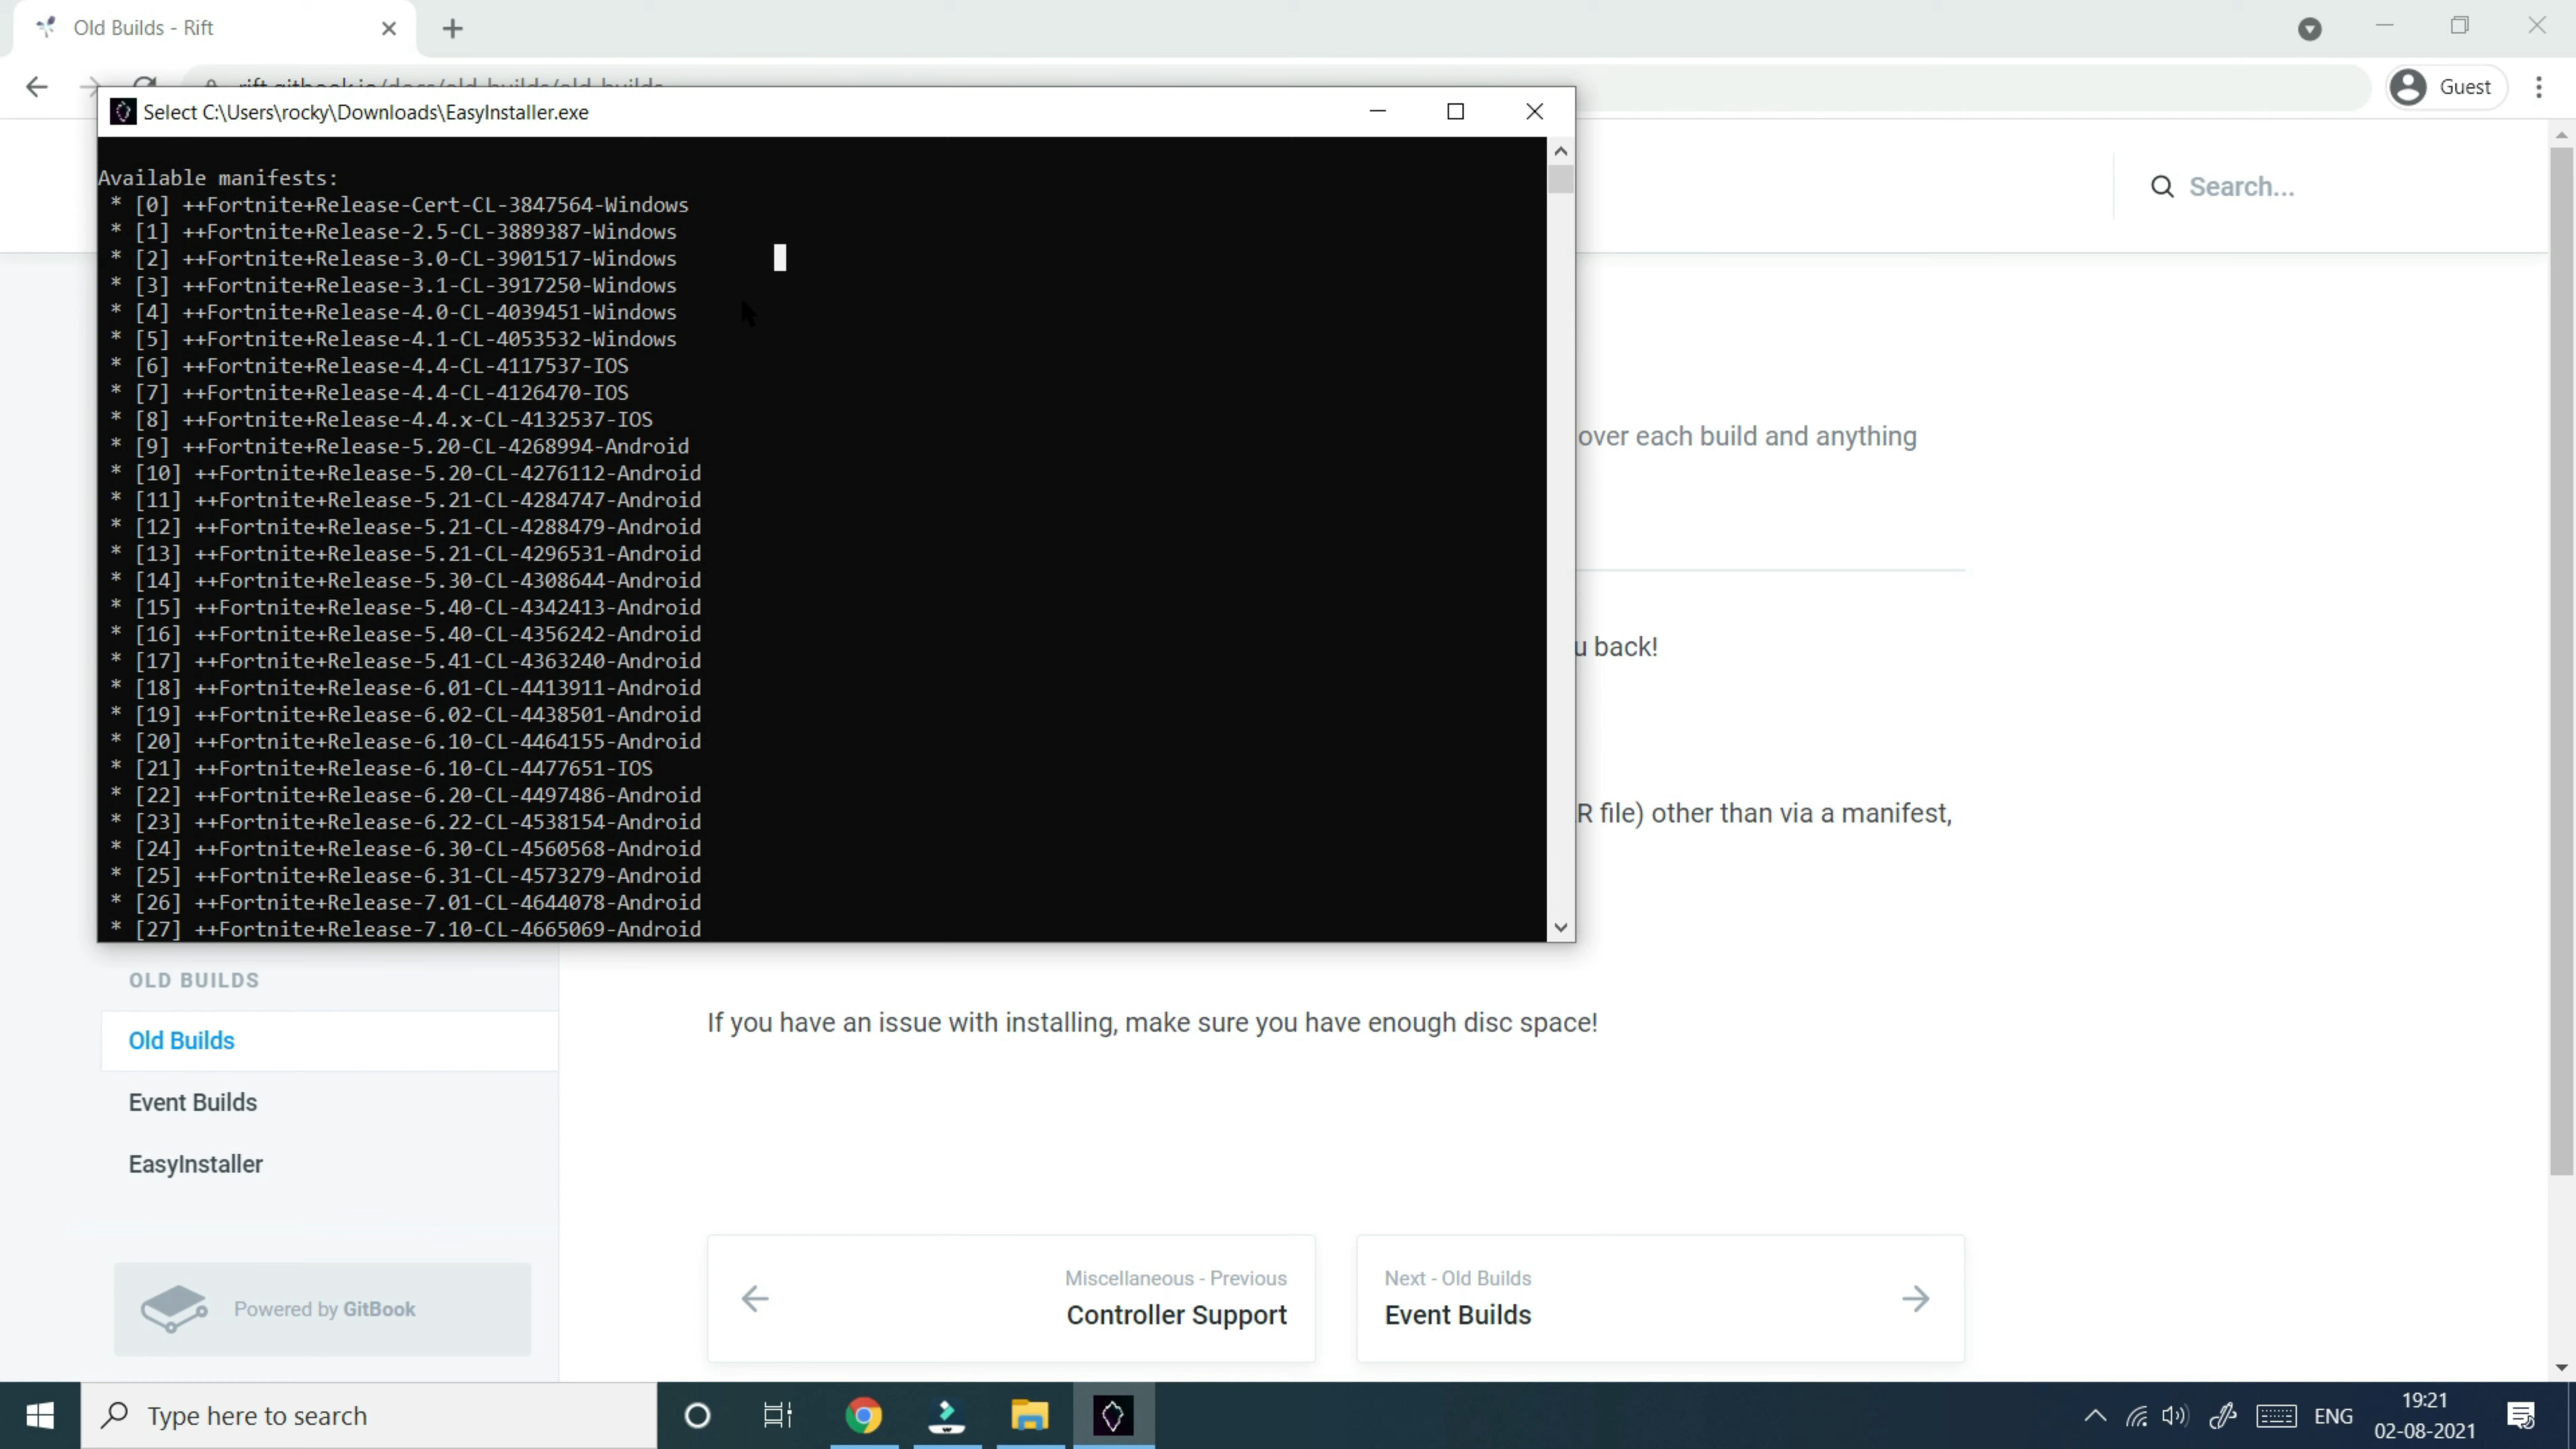 Old Builds - Rift
Guest
Select C:\Users\rocky\Downloads\EasyInstaller.exe
Search...
Available manifests:
* [0] ++Fortnite+Release-Cert-CL-3847564-Windows
* [1] ++Fortnite+Release-2.5-CL-3889387-Windows
* [2] ++Fortnite+Release-3.0-CL-3901517-Windows
* [3] ++Fortnite+Release-3.1-CL-3917250-Windows
* [4] ++Fortnite+Release-4.0-CL-4039451-Windows
* [5] ++Fortnite+Release-4.1-CL-4053532-Windows
* [6] ++Fortnite+Release-4.4-CL-4117537-IOS
* [7] ++Fortnite+Release-4.4-CL-4126470-IOS
* [8] ++Fortnite+Release-4.4.x-CL-4132537-IOS
* [9] ++Fortnite+Release-5.20-CL-4268994-Android
* [10] ++Fortnite+Release-5.20-CL-4276112-Android
* [11] ++Fortnite+Release-5.21-CL-4284747-Android
* [12] ++Fortnite+Release-5.21-CL-4288479-Android
* [13] ++Fortnite+Release-5.21-CL-4296531-Android
* [14] ++Fortnite+Release-5.30-CL-4308644-Android
* [15] ++Fortnite+Release-5.40-CL-4342413-Android
* [16] ++Fortnite+Release-5.40-CL-4356242-Android
* [17] ++Fortnite+Release-5.41-CL-4363240-Android
* [18] ++Fortnite+Release-6.01-CL-4413911-Android
* [19] ++Fortnite+Release-6.02-CL-4438501-Android
* [20] ++Fortnite+Release-6.10-CL-4464155-Android
* [21] ++Fortnite+Release-6.10-CL-4477651-IOS
* [22] ++Fortnite+Release-6.20-CL-4497486-Android
* [23] ++Fortnite+Release-6.22-CL-4538154-Android
* [24] ++Fortnite+Release-6.30-CL-4560568-Android
* [25] ++Fortnite+Release-6.31-CL-4573279-Android
* [26] ++Fortnite+Release-7.01-CL-4644078-Android
* [27] ++Fortnite+Release-7.10-CL-4665069-Android
over each build and anything
u back!
R file) other than via a manifest,
OLD BUILDS
Old Builds
Event Builds
EasyInstaller
Powered by GitBook
If you have an issue with installing, make sure you have enough disc space!
Miscellaneous - Previous
Controller Support
Next - Old Builds
Event Builds
Type here to search
ENG
19:21
02-08-2021